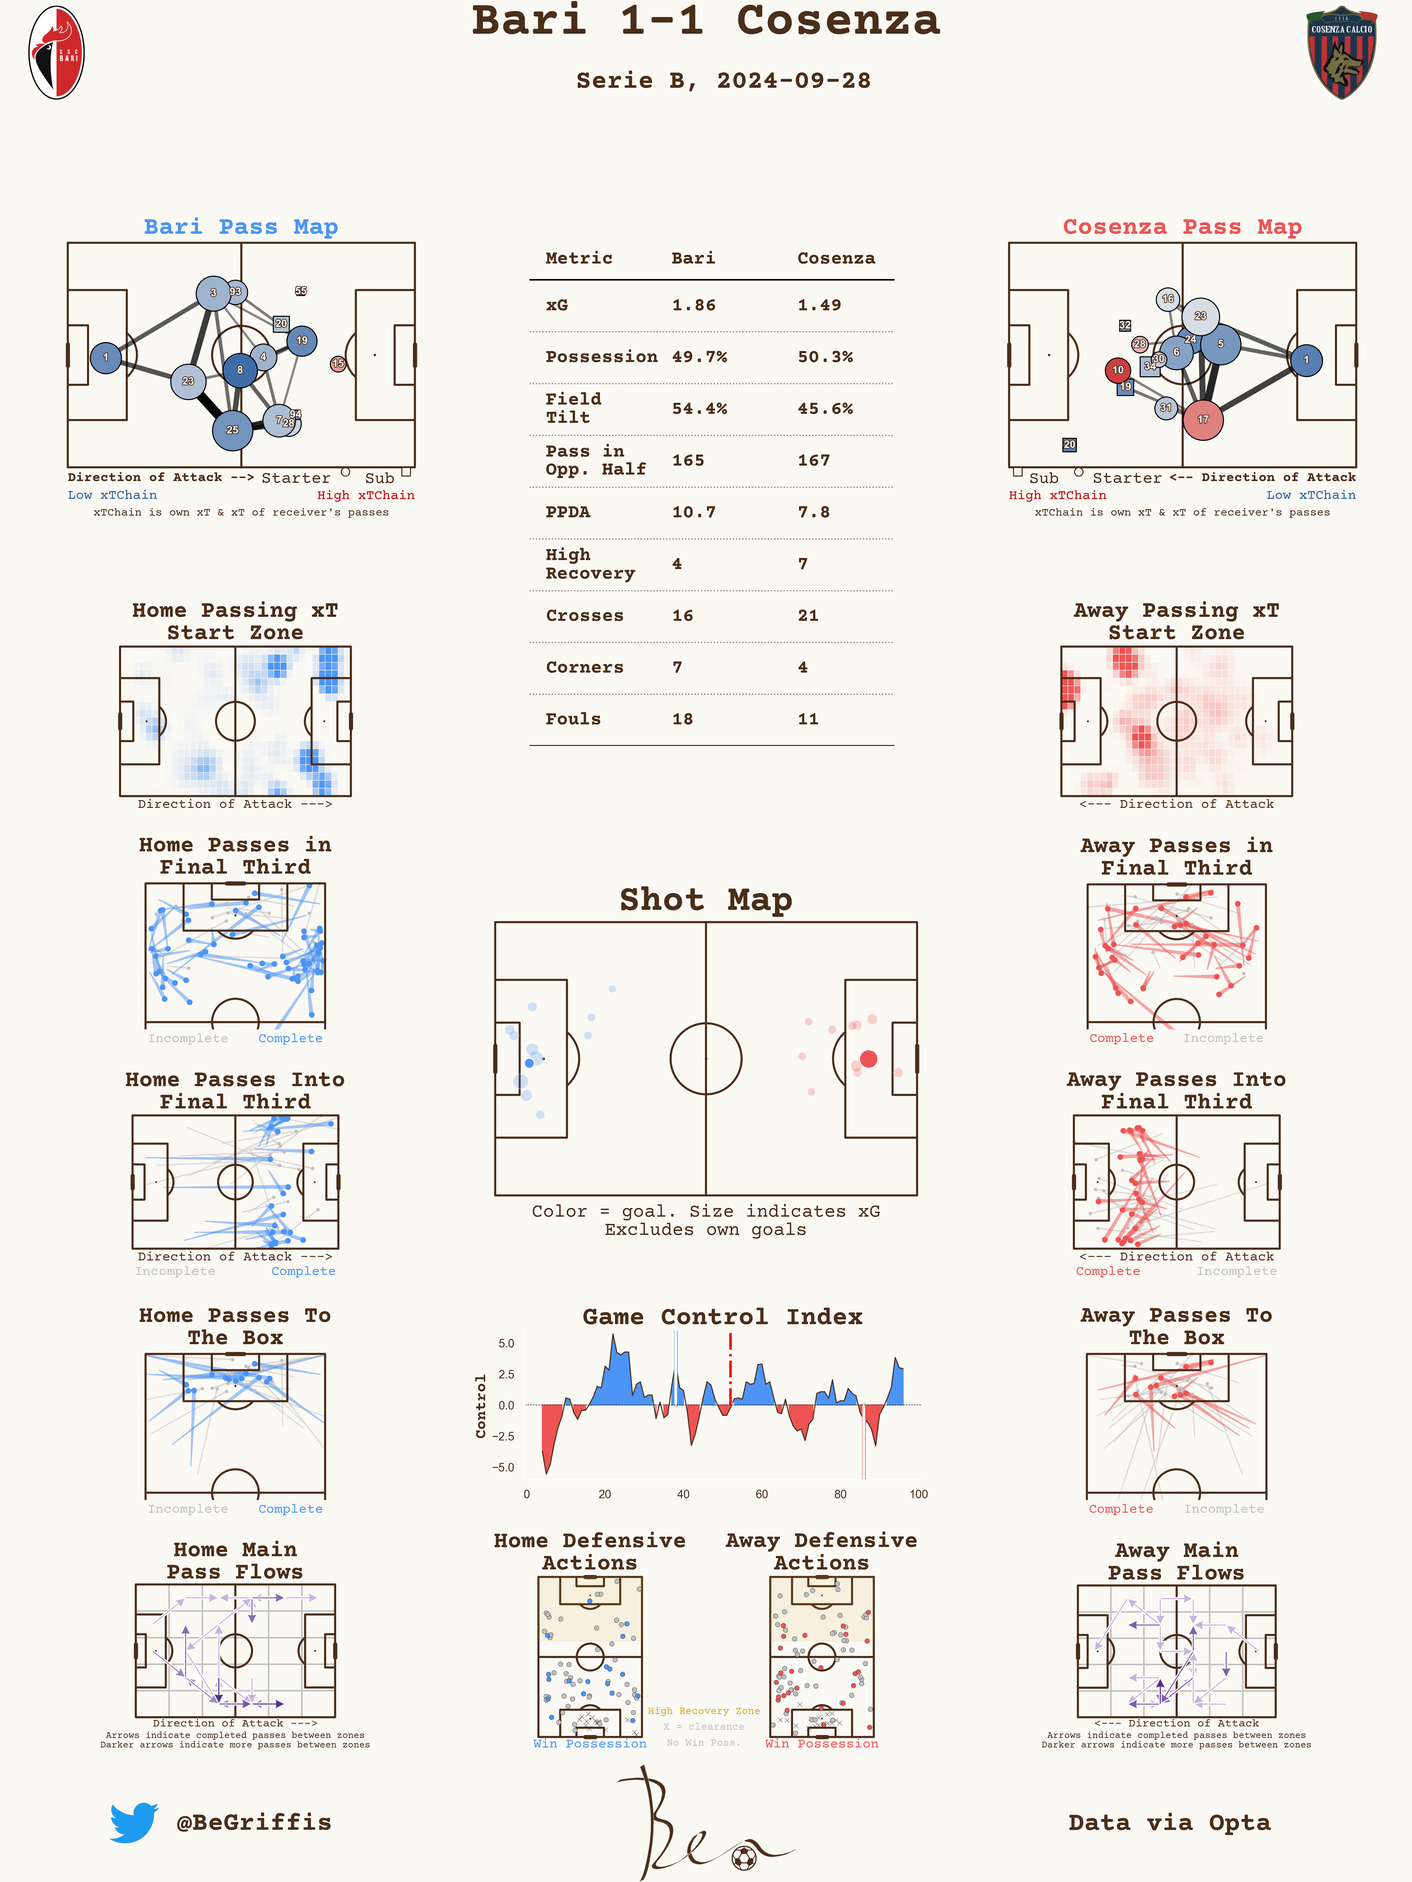 Bari 1-1 Cosenza
Serie B, 2024-09-28
SSC
BARI
1914
COSENZA CALCIO
Bari Pass Map
1
3
93
55
20
19
4
8
15
23
25
7
94
28
Direction of Attack --> Starter Sub
Low xTChain High xTChain
xTChain is own xT & xT of receiver's passes
Metric Bari Cosenza
xG 1.86 1.49
Possession 49.7% 50.3%
Field
Tilt 54.4% 45.6%
Pass in
Opp. Half 165 167
PPDA 10.7 7.8
High
Recovery 4 7
Crosses 16 21
Corners 7 4
Fouls 18 11
Cosenza Pass Map
16
23
32
28
24
5
6
30
34
10
19
1
31
17
20
Sub Starter <-- Direction of Attack
High xTChain Low xTChain
xTChain is own xT & xT of receiver's passes
Home Passing xT
Start Zone
Direction of Attack --->
Away Passing xT
Start Zone
<--- Direction of Attack
Home Passes in
Final Third
Incomplete Complete
Away Passes in
Final Third
Complete Incomplete
Shot Map
Color = goal. Size indicates xG
Excludes own goals
Home Passes Into
Final Third
Direction of Attack --->
Incomplete Complete
Away Passes Into
Final Third
<--- Direction of Attack
Complete Incomplete
Home Passes To
The Box
Incomplete Complete
Game Control Index
Control
5.0
2.5
0.0
−2.5
−5.0
0 20 40 60 80 100
Away Passes To
The Box
Complete Incomplete
Home Main
Pass Flows
Direction of Attack --->
Arrows indicate completed passes between zones
Darker arrows indicate more passes between zones
Home Defensive
Actions
Win Possession
High Recovery Zone
X = clearance
No Win Poss.
Away Defensive
Actions
Win Possession
Away Main
Pass Flows
<--- Direction of Attack
Arrows indicate completed passes between zones
Darker arrows indicate more passes between zones
@BeGriffis
Ben
Data via Opta